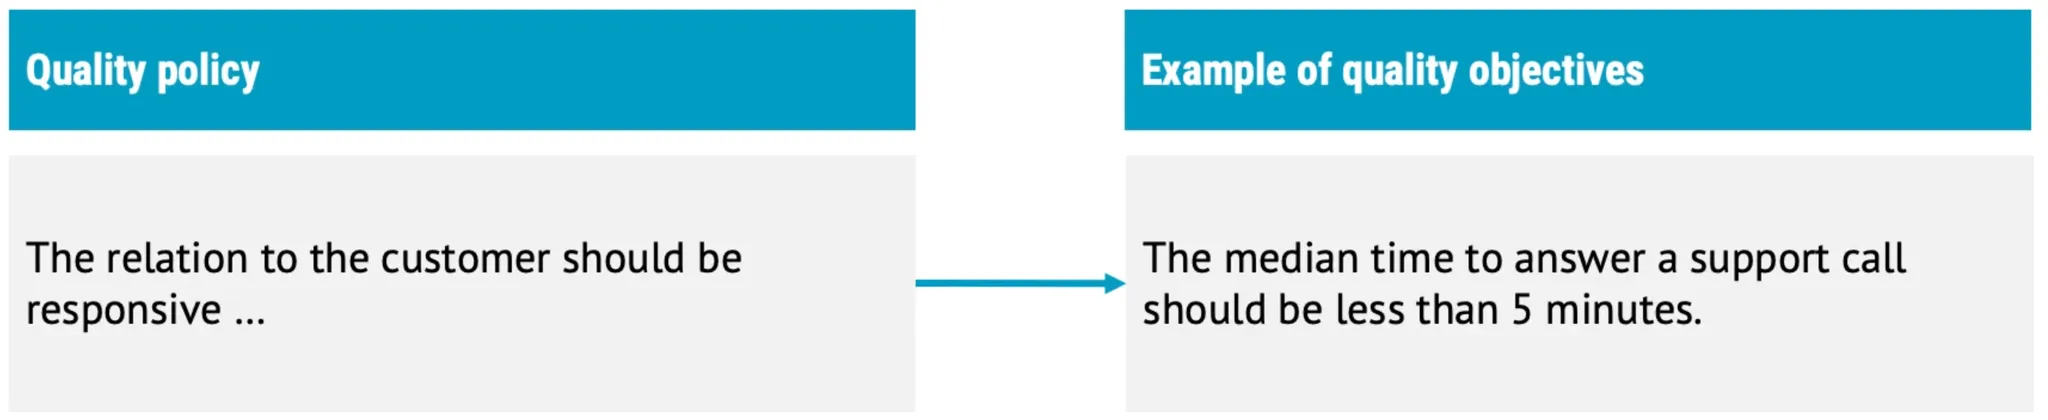 Quality policy
Example of quality objectives
The relation to the customer should be
responsive ...
The median time to answer a support call
should be less than 5 minutes.